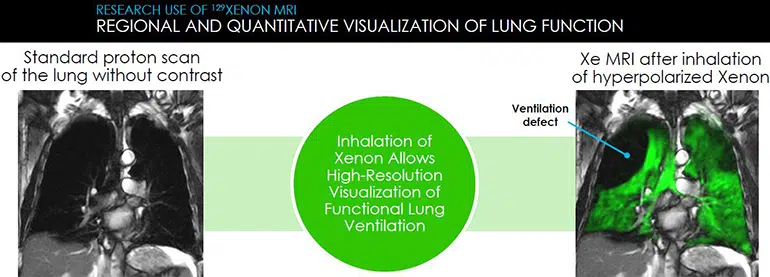 RESEARCH USE OF ¹²⁹XENON MRI
REGIONAL AND QUANTITATIVE VISUALIZATION OF LUNG FUNCTION
Standard proton scan
of the lung without contrast
Inhalation of
Xenon Allows
High-Resolution
Visualization of
Functional Lung
Ventilation
Xe MRI after inhalation
of hyperpolarized Xenon
Ventilation
defect